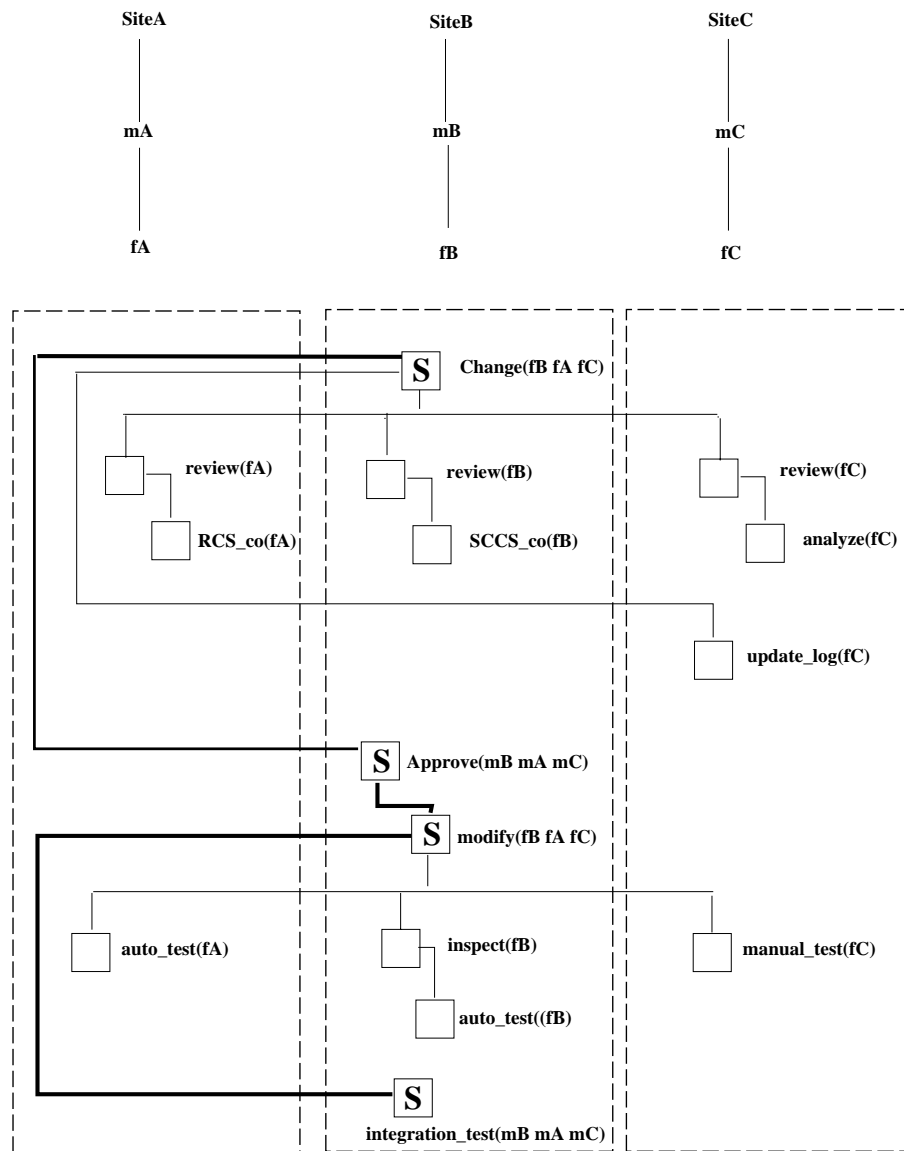 SiteA SiteB SiteC
mA mB mC
fA fB fC
S Change(fB fA fC)
review(fA) review(fB) review(fC)
RCS_co(fA) SCCS_co(fB) analyze(fC)
update_log(fC)
S Approve(mB mA mC)
S modify(fB fA fC)
auto_test(fA) inspect(fB) manual_test(fC)
auto_test((fB)
S
integration_test(mB mA mC)